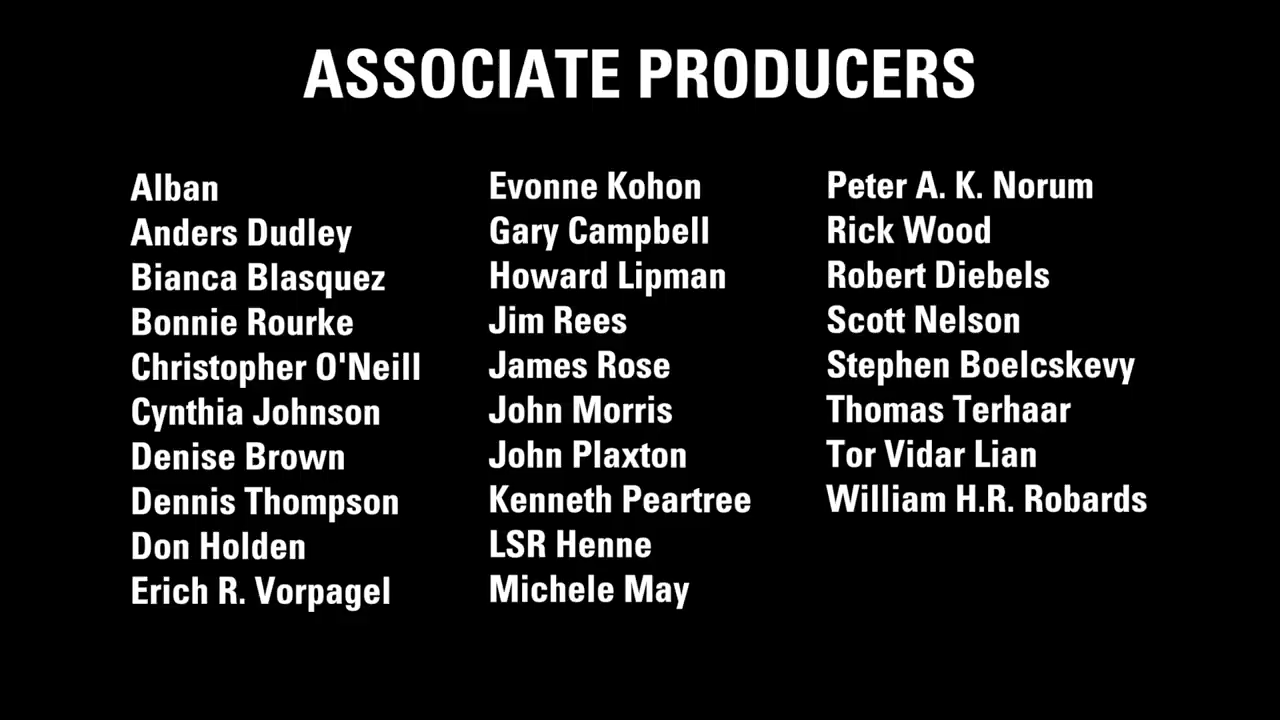 ASSOCIATE PRODUCERS
Alban
Anders Dudley
Bianca Blasquez
Bonnie Rourke
Christopher O'Neill
Cynthia Johnson
Denise Brown
Dennis Thompson
Don Holden
Erich R. Vorpagel
Evonne Kohon
Gary Campbell
Howard Lipman
Jim Rees
James Rose
John Morris
John Plaxton
Kenneth Peartree
LSR Henne
Michele May
Peter A. K. Norum
Rick Wood
Robert Diebels
Scott Nelson
Stephen Boelcskevy
Thomas Terhaar
Tor Vidar Lian
William H.R. Robards